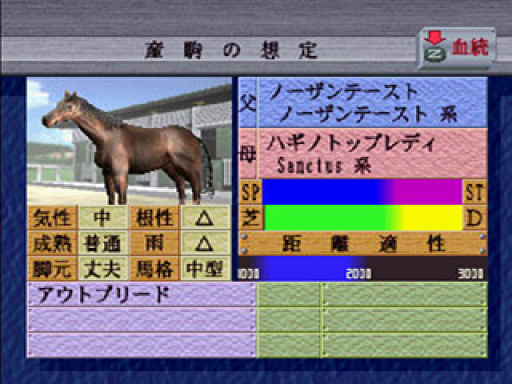 産駒の想定
Z 血統
父 ノーザンテースト
ノーザンテースト 系
母 ハギノトップレディ
Sanctus 系
SP ST
芝 D
距離適性
1000 2000 3000
気性 中 根性 △
成熟 普通 雨 △
脚元 丈夫 馬格 中型
アウトブリード